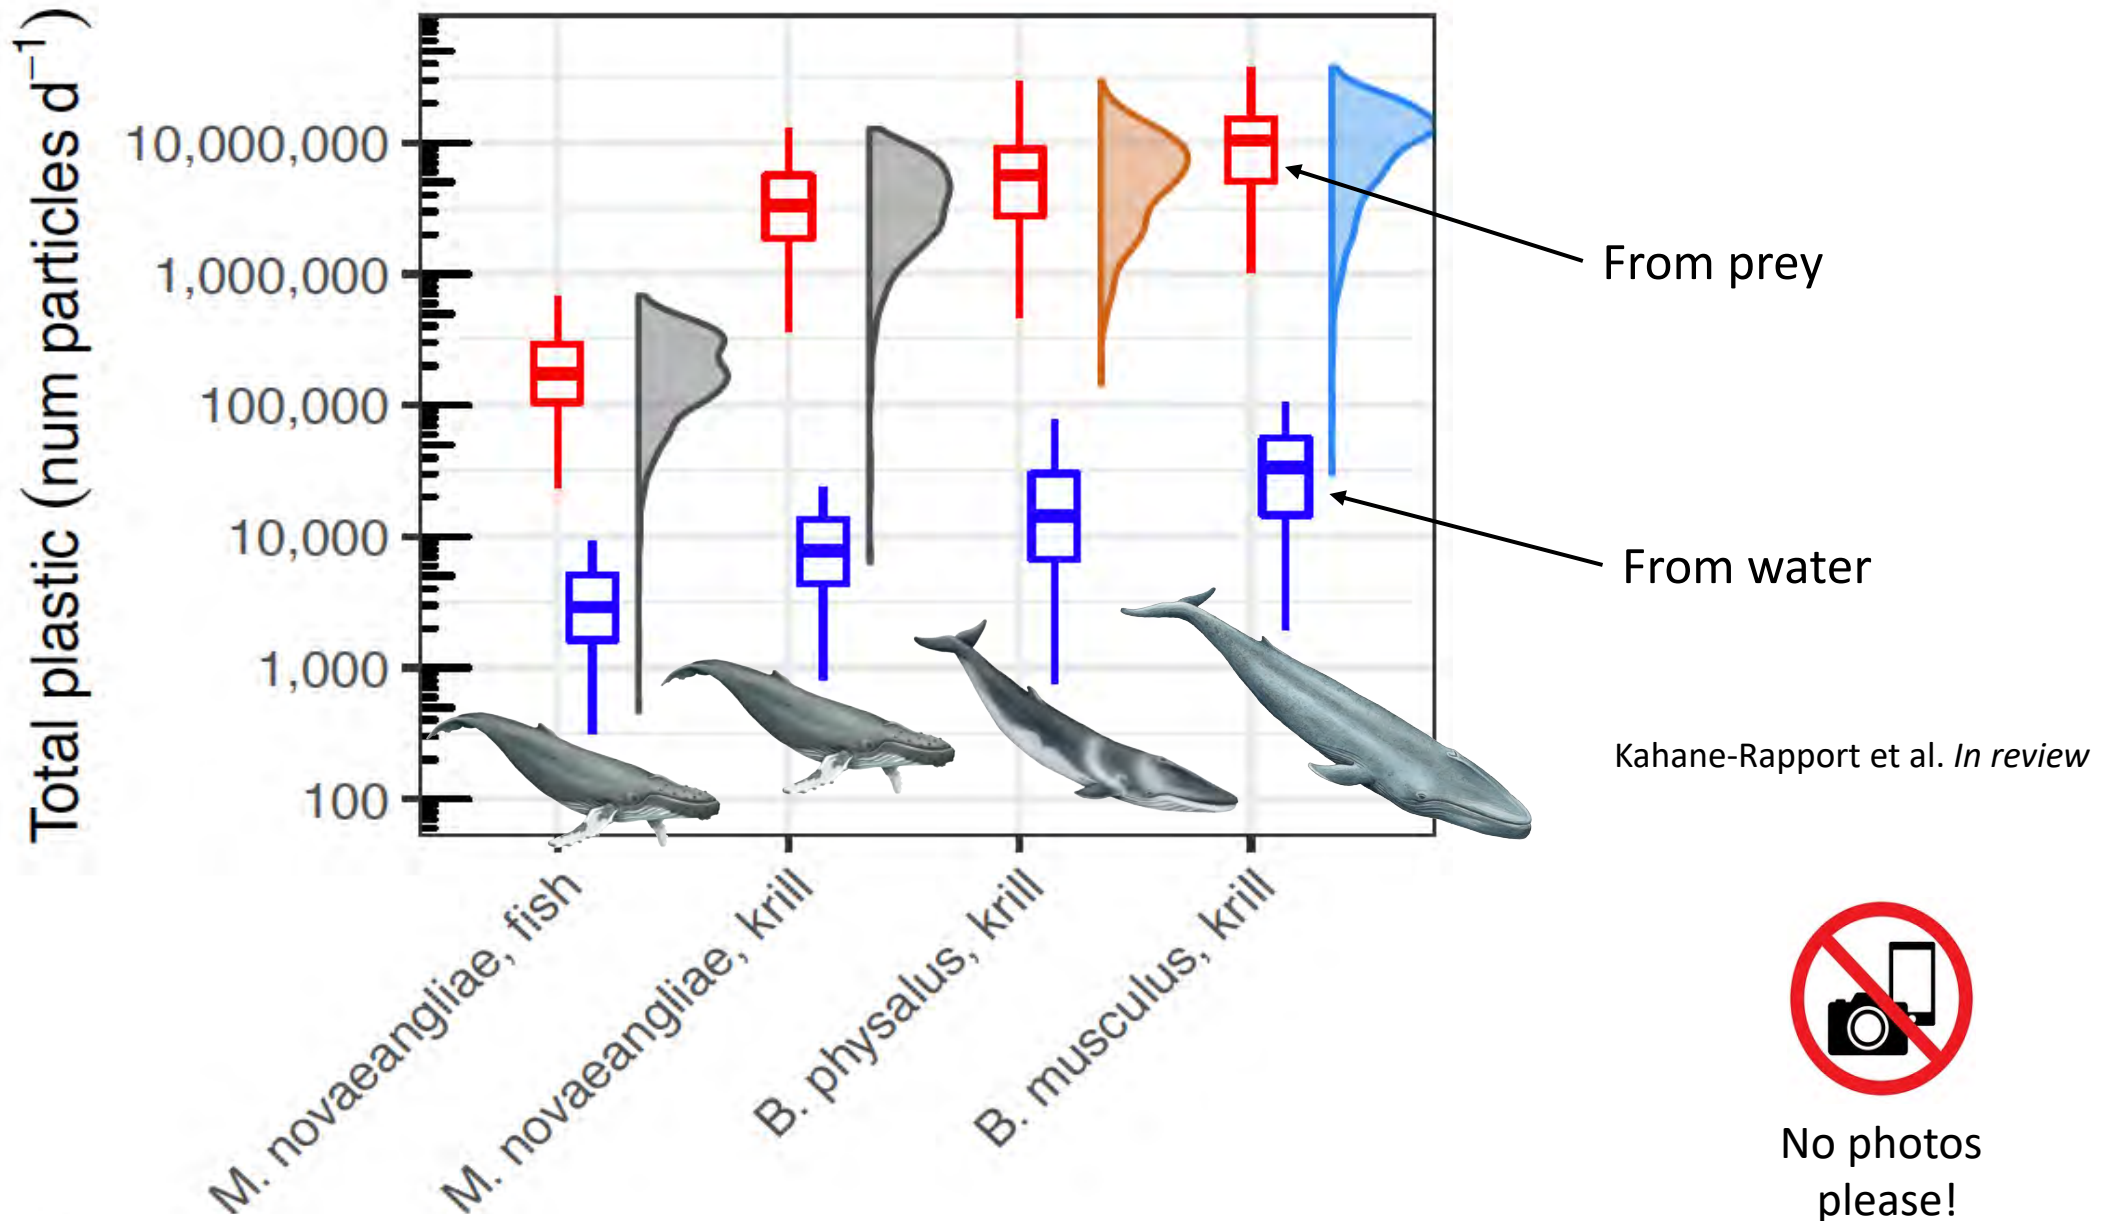 Total plastic (num particles d⁻¹)
10,000,000
1,000,000
100,000
10,000
1,000
100
M. novaeangliae, fish
M. novaeangliae, krill
B. physalus, krill
B. musculus, krill
From prey
From water
Kahane-Rapport et al. In review
No photos
please!